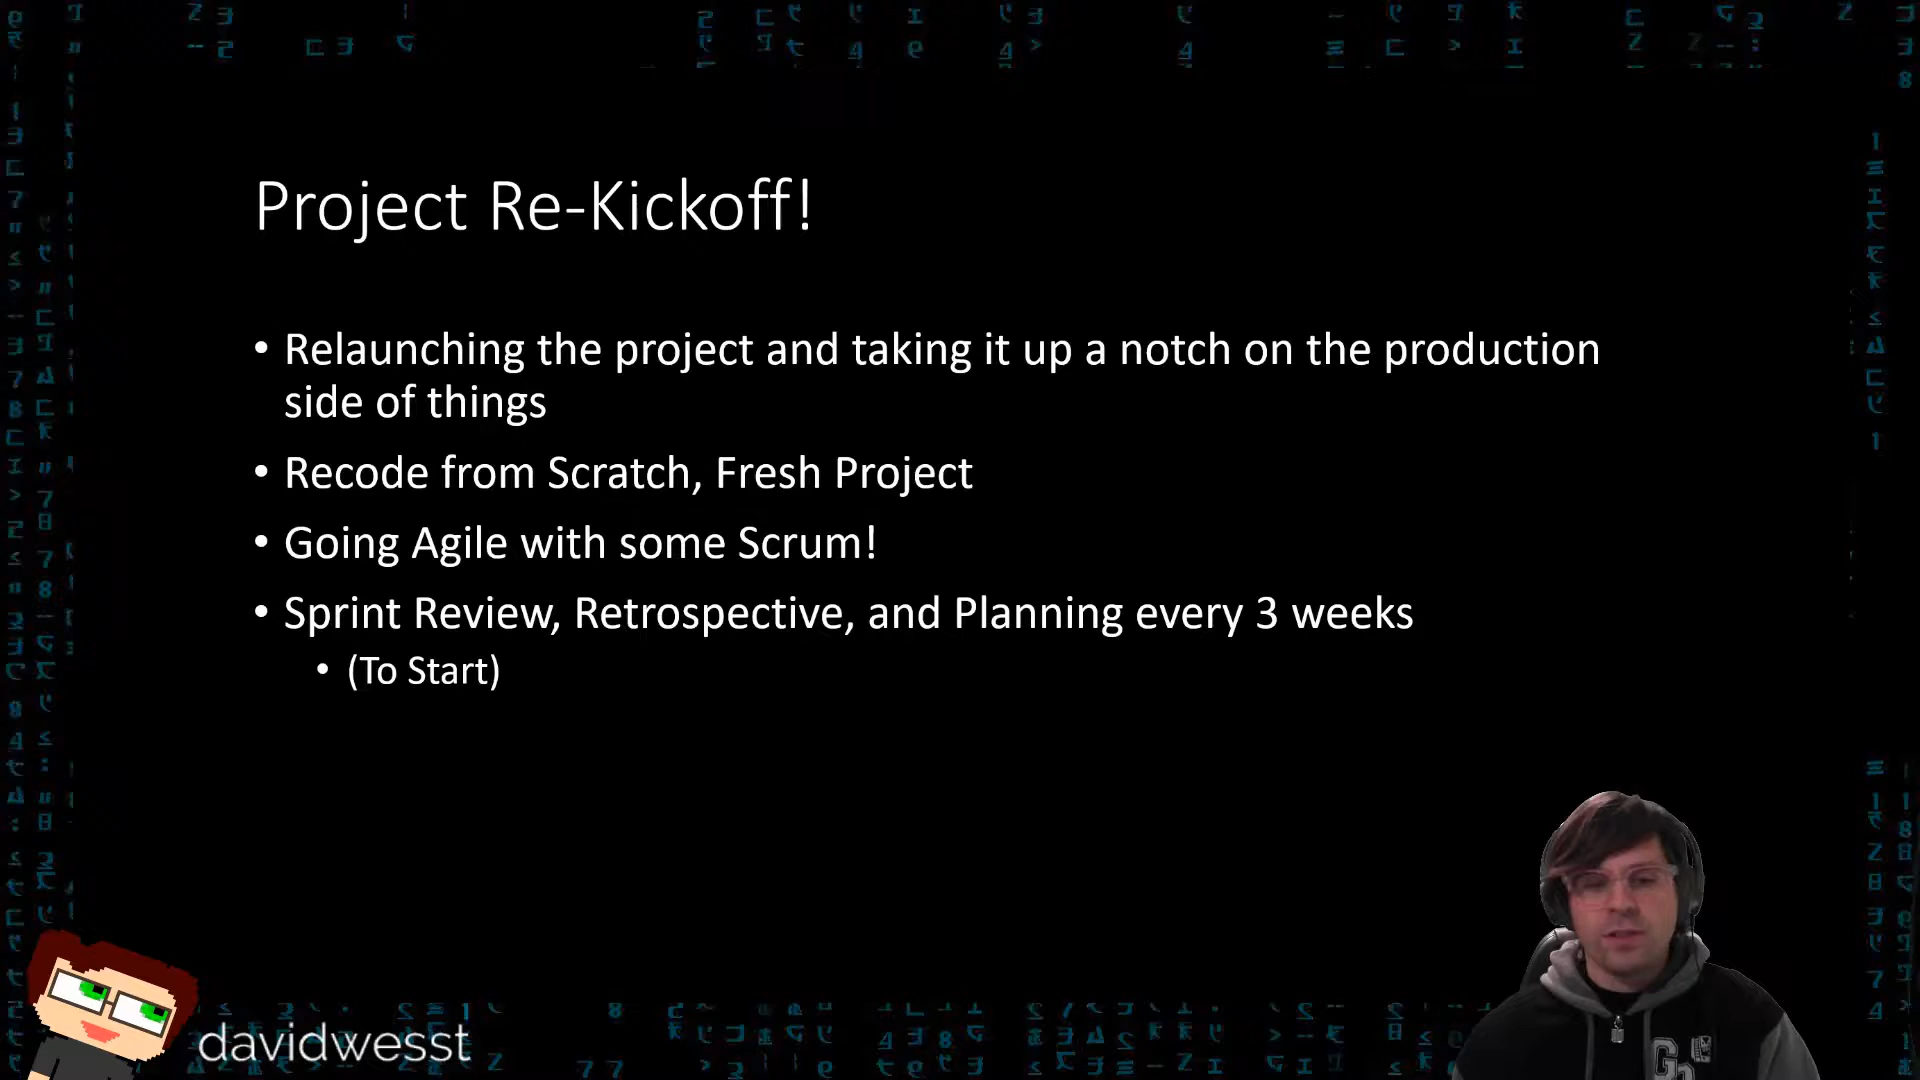 Project Re-Kickoff!
• Relaunching the project and taking it up a notch on the production
side of things
• Recode from Scratch, Fresh Project
• Going Agile with some Scrum!
• Sprint Review, Retrospective, and Planning every 3 weeks
• (To Start)
davidwesst